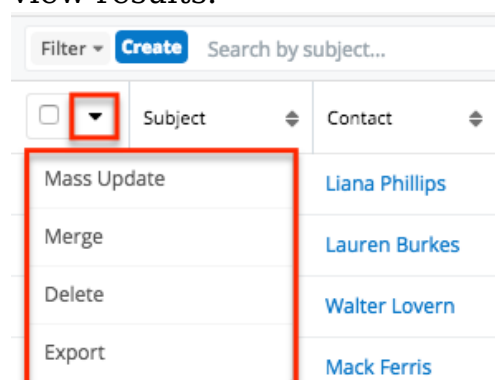 view results.
Filter Create Search by subject...
Subject Contact
Mass Update Liana Phillips
Merge Lauren Burkes
Delete Walter Lovern
Export Mack Ferris